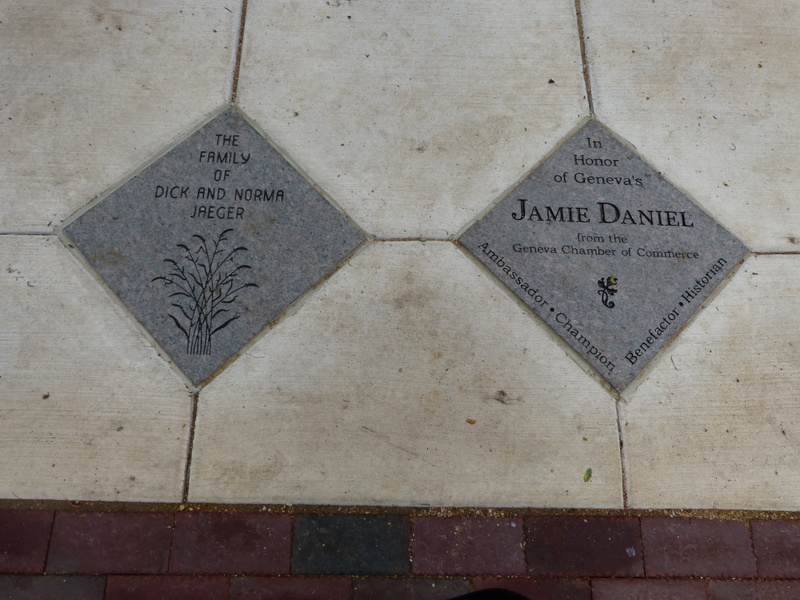 THE
FAMILY
OF
DICK AND NORMA
JAEGER
In
Honor
of Geneva's
JAMIE DANIEL
from the
Geneva Chamber of Commerce
Ambassador • Champion
Benefactor • Historian